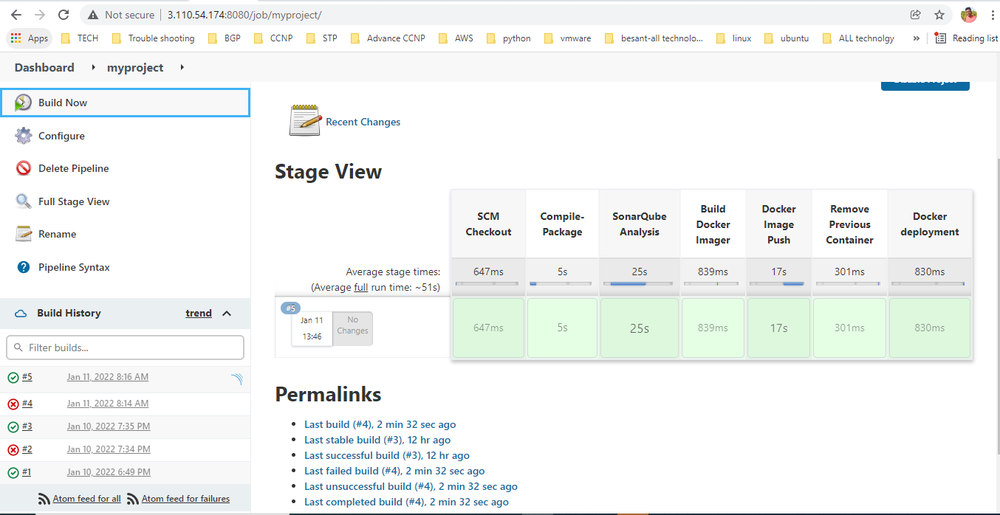 Not secure | 3.110.54.174:8080/job/myproject/
Apps TECH Trouble shooting BGP CCNP STP Advance CCNP AWS python vmware besant-all technolo... linux ubuntu ALL technolgy » Reading list
Dashboard myproject
Build Now
Configure
Delete Pipeline
Full Stage View
Rename
Pipeline Syntax
Build History trend
Filter builds...
#5 Jan 11, 2022 8:16 AM
#4 Jan 11, 2022 8:14 AM
#3 Jan 10, 2022 7:35 PM
#2 Jan 10, 2022 7:34 PM
#1 Jan 10, 2022 6:49 PM
Atom feed for all Atom feed for failures
Recent Changes
Stage View
SCM
Checkout
Compile-
Package
SonarQube
Analysis
Build
Docker
Imager
Docker
Image
Push
Remove
Previous
Container
Docker
deployment
Average stage times:
(Average full run time: ~51s)
647ms 5s 25s 839ms 17s 301ms 830ms
#5
Jan 11
13:46
No
Changes
647ms 5s 25s 839ms 17s 301ms 830ms
Permalinks
Last build (#4), 2 min 32 sec ago
Last stable build (#3), 12 hr ago
Last successful build (#3), 12 hr ago
Last failed build (#4), 2 min 32 sec ago
Last unsuccessful build (#4), 2 min 32 sec ago
Last completed build (#4), 2 min 32 sec ago